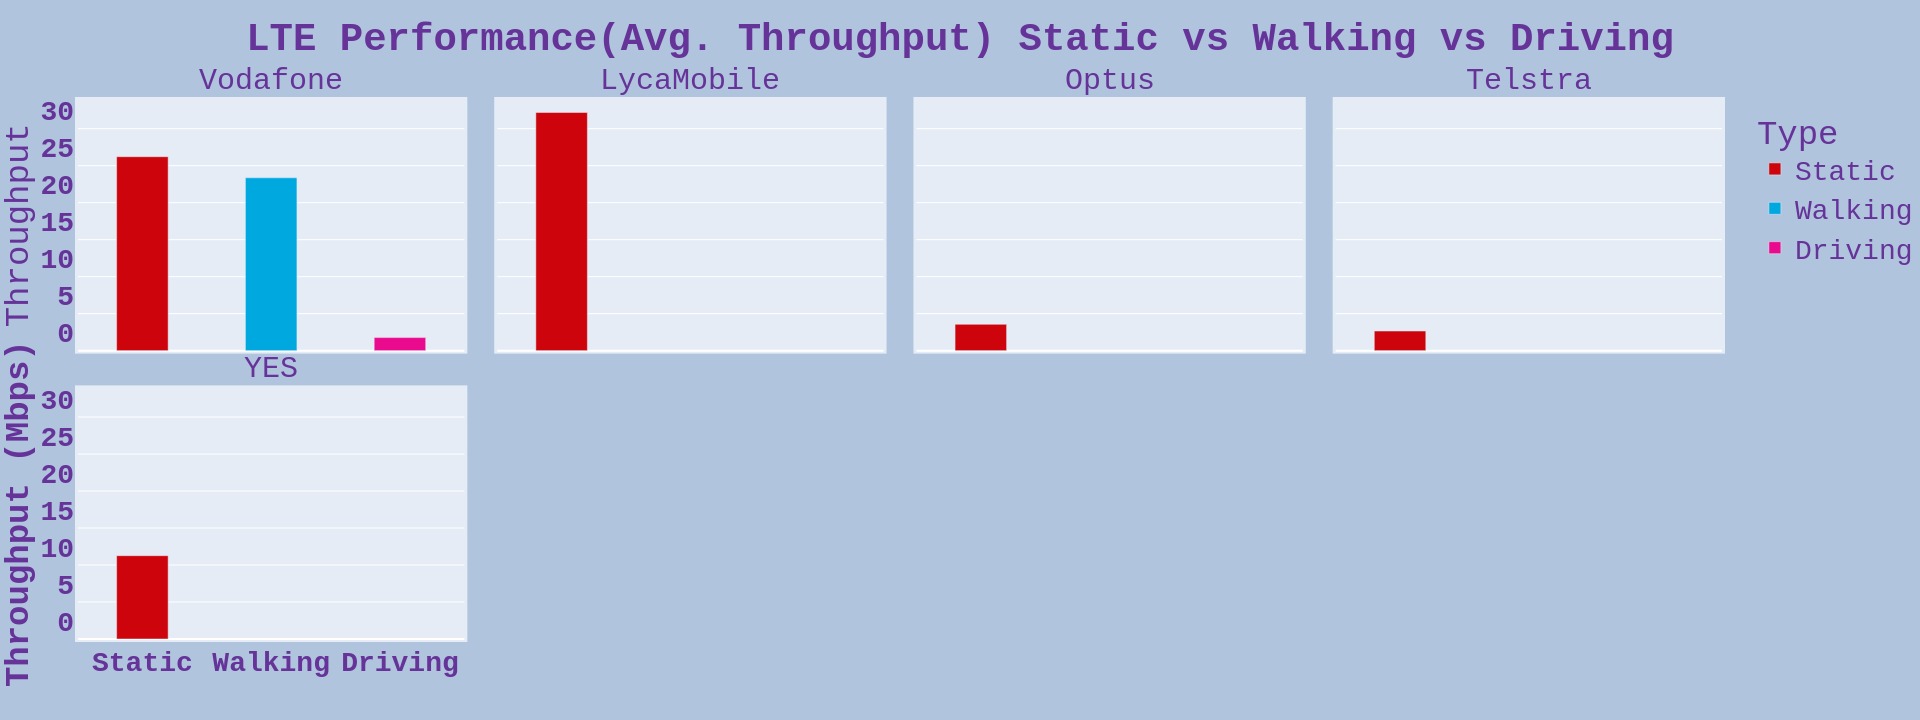 LTE Performance(Avg. Throughput) Static vs Walking vs Driving
Vodafone
LycaMobile
Optus
Telstra
30
25
20
15
10
5
0
Throughput
Type
Static
Walking
Driving
YES
30
25
20
15
10
5
0
Throughput (Mbps)
Static Walking Driving